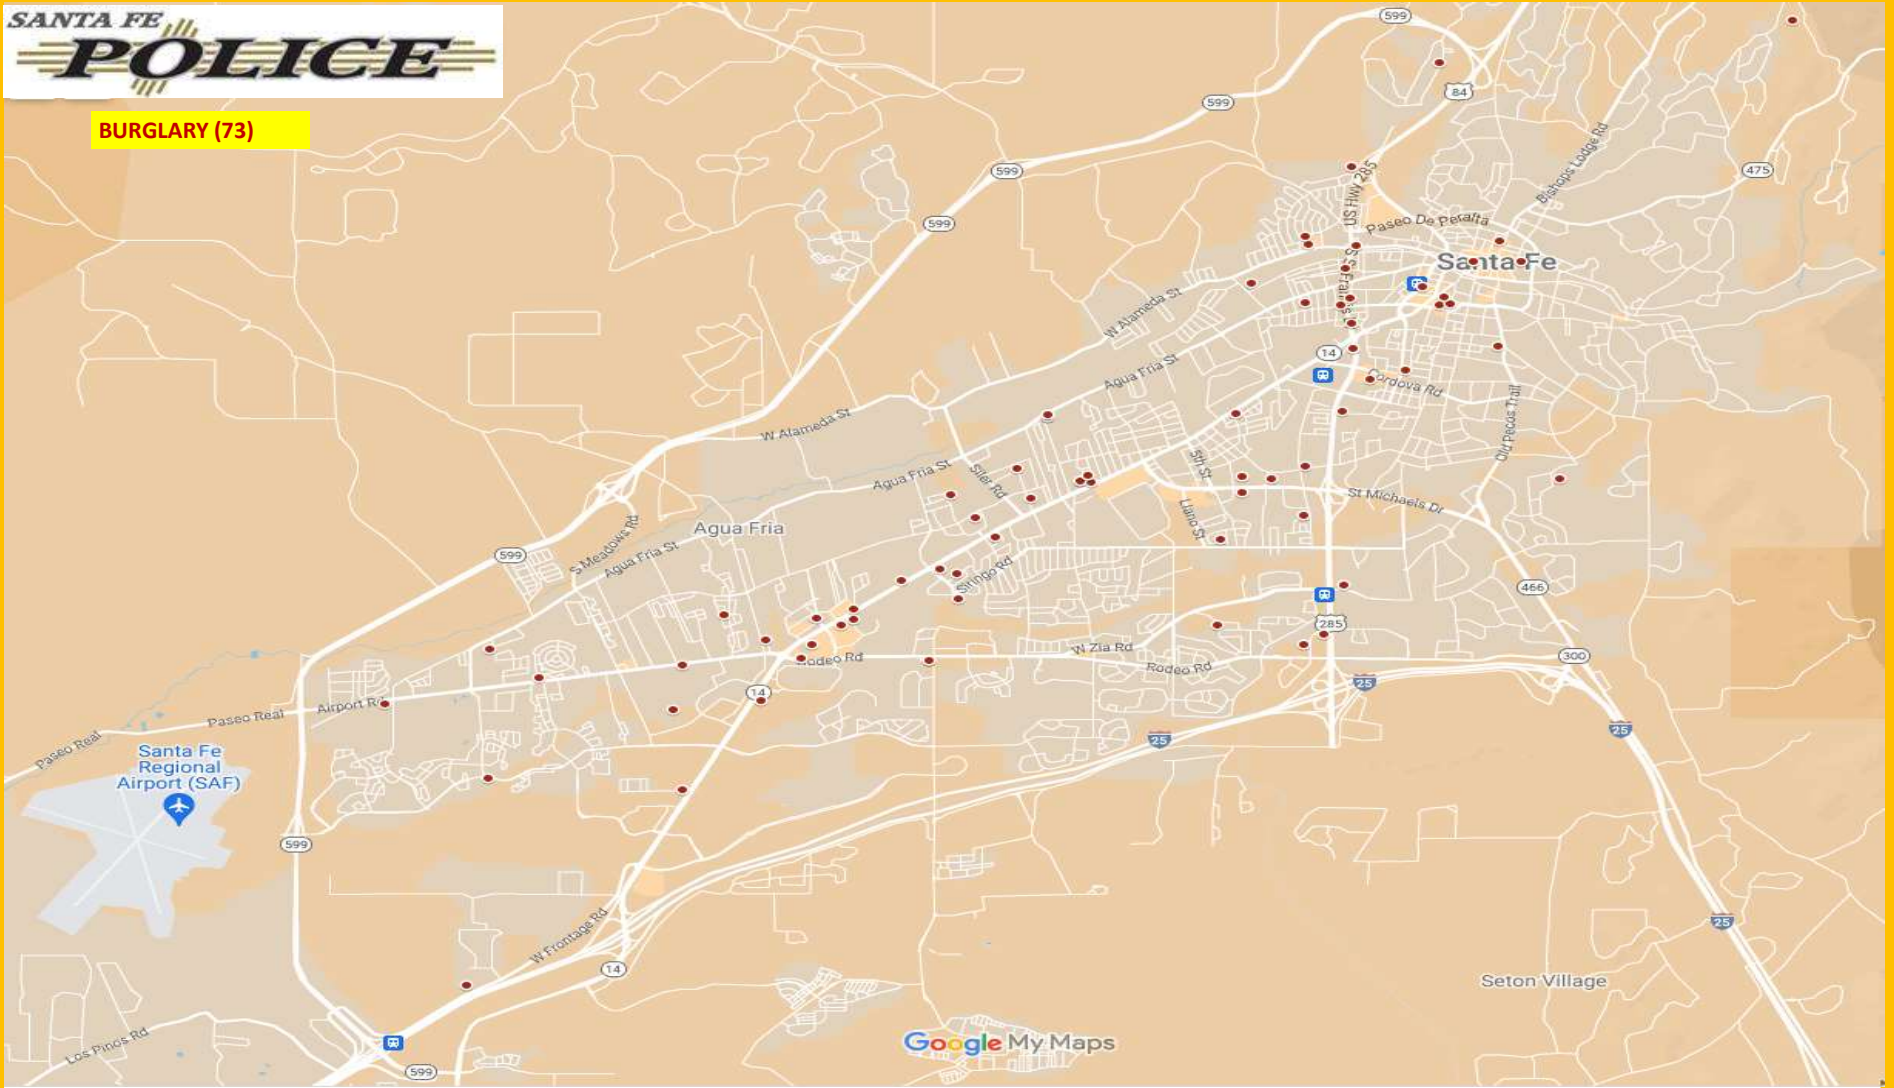 SANTA FE
POLICE
BURGLARY (73)
599
84
599
Bishops Lodge Rd
599
475
US Hwy 285
Paseo De Peralta
599
Santa Fe
W Alameda St
14
Agua Fria St
Cordova Rd
W Alameda St
Old Pecos Trail
5th St
Agua Fria St
Siler Rd
St Michaels Dr
Llano St
Agua Fria
S Meadows Rd
599
Agua Fria St
Siringo Rd
466
285
W Zia Rd
Rodeo Rd
300
Rodeo Rd
25
14
Airport Rd
Paseo Real
25
25
Paseo Real
Santa Fe
Regional
Airport (SAF)
599
25
W Frontage Rd
14
Seton Village
Los Pinos Rd
Google My Maps
599